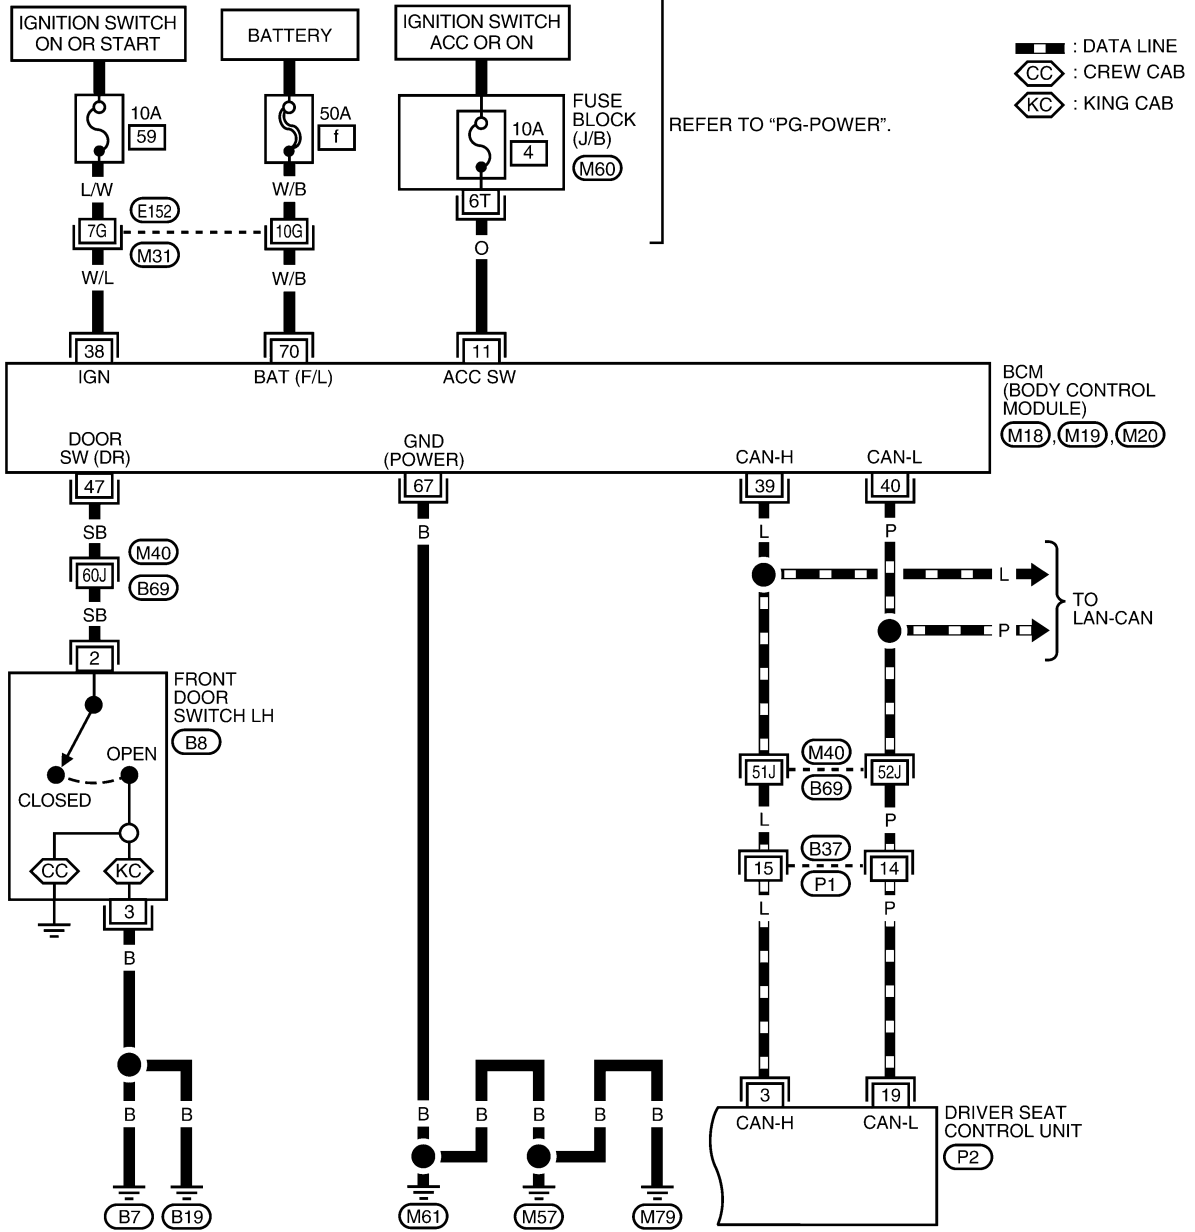 IGNITION SWITCH
ON OR START
BATTERY
IGNITION SWITCH
ACC OR ON
: DATA LINE
CC : CREW CAB
KC : KING CAB
10A
59
50A
f
10A
4
FUSE
BLOCK
(J/B)
M60
REFER TO “PG-POWER”.
L/W
W/B
6T
E152
7G
10G
M31
O
W/L
W/B
38
70
11
IGN
BAT (F/L)
ACC SW
BCM
(BODY CONTROL
MODULE)
M18 , M19 , M20
DOOR
SW (DR)
GND
(POWER)
CAN-H
CAN-L
47
67
39
40
SB
B
L
P
M40
60J
B69
L
TO
LAN-CAN
SB
P
2
FRONT
DOOR
SWITCH LH
B8
OPEN
CLOSED
M40
51J
52J
B69
L
P
CC
KC
B37
15
14
P1
3
L
P
B
3
19
B
B
B
B
B
B
B
CAN-H
CAN-L
DRIVER SEAT
CONTROL UNIT
P2
B7
B19
M61
M57
M79